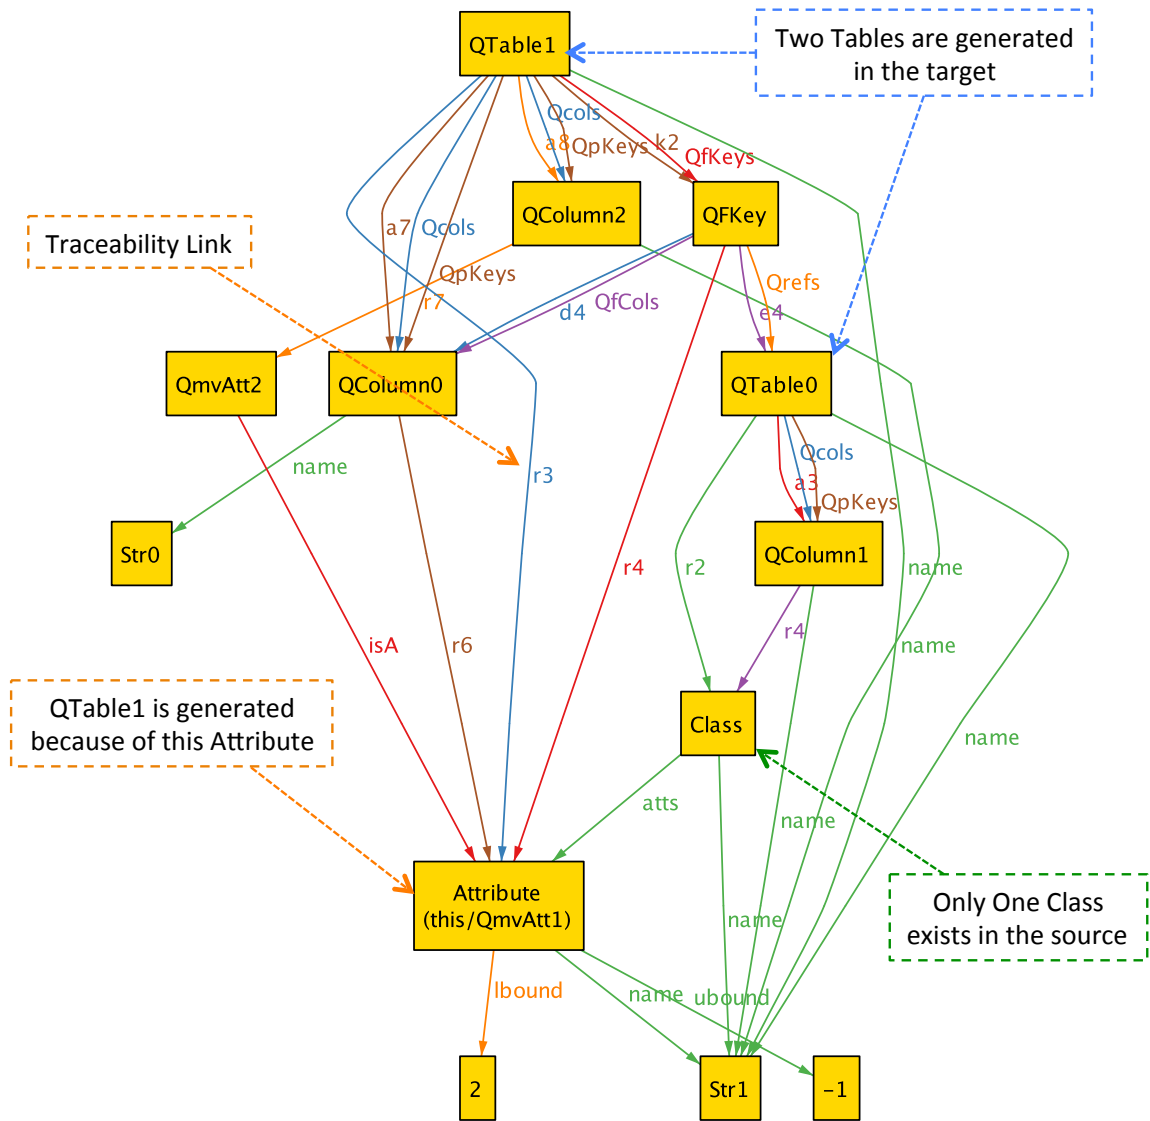 QTable1
Two Tables are generated
in the target
Qcols
a8
QpKeys
k2
QfKeys
QColumn2
QFKey
Traceability Link
a7
Qcols
QpKeys
r7
d4
QfCols
Qrefs
e4
QmvAtt2
QColumn0
QTable0
name
r3
Qcols
a3
QpKeys
Str0
QColumn1
r4
r2
name
isA
r6
r4
name
QTable1 is generated
because of this Attribute
Class
name
atts
name
Attribute
(this/QmvAtt1)
name
Only One Class
exists in the source
lbound
name
ubound
2
Str1
-1